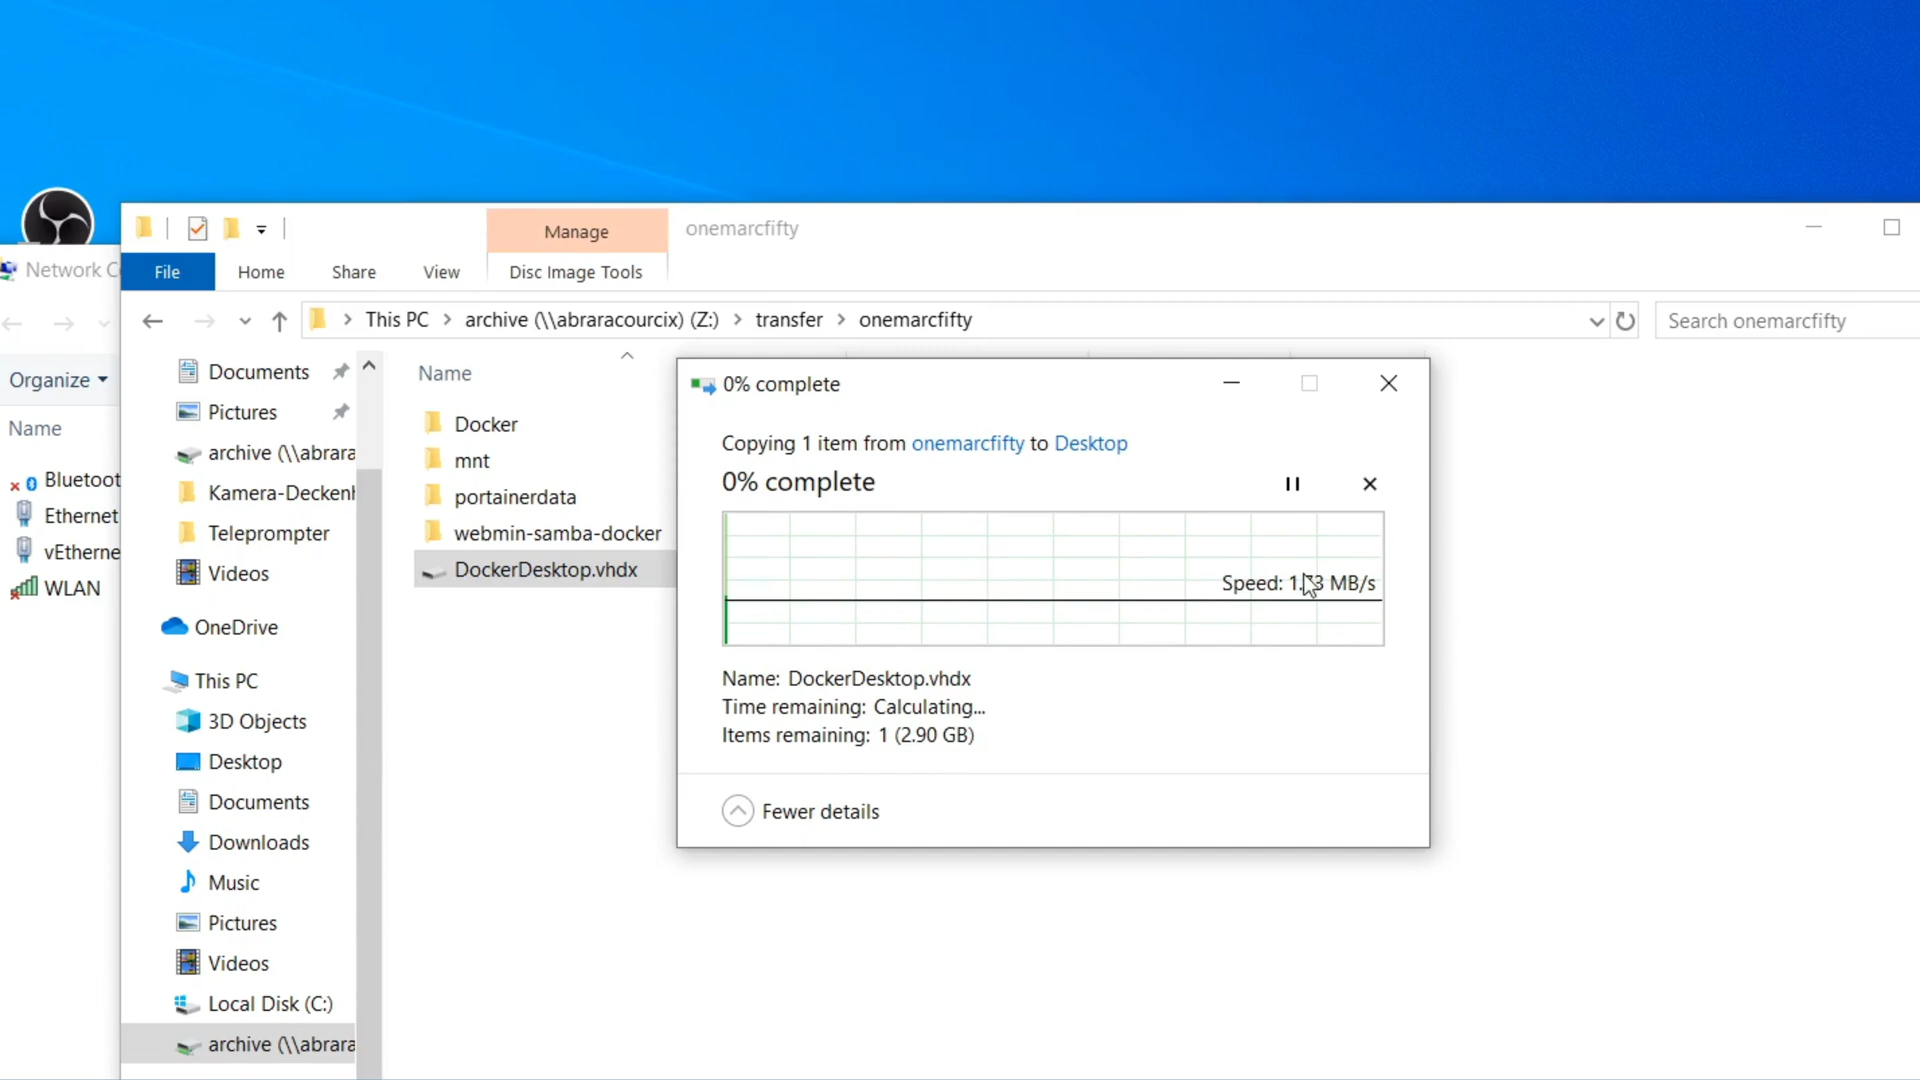 Manage
onemarcfifty
Network C
File
Home
Share
View
Disc Image Tools
This PC
archive (\\abraracourcix) (Z:)
transfer
onemarcfifty
Search onemarcfifty
Organize
Name
Bluetoot
Ethernet
vEtherne
WLAN
Documents
Pictures
archive (\\abrara
Kamera-Deckenh
Teleprompter
Videos
OneDrive
This PC
3D Objects
Desktop
Documents
Downloads
Music
Pictures
Videos
Local Disk (C:)
archive (\\abrara
Name
Docker
mnt
portainerdata
webmin-samba-docker
DockerDesktop.vhdx
0% complete
Copying 1 item from onemarcfifty to Desktop
0% complete
Speed: MB/s
Name: DockerDesktop.vhdx
Time remaining: Calculating...
Items remaining: 1 (2.90 GB)
Fewer details